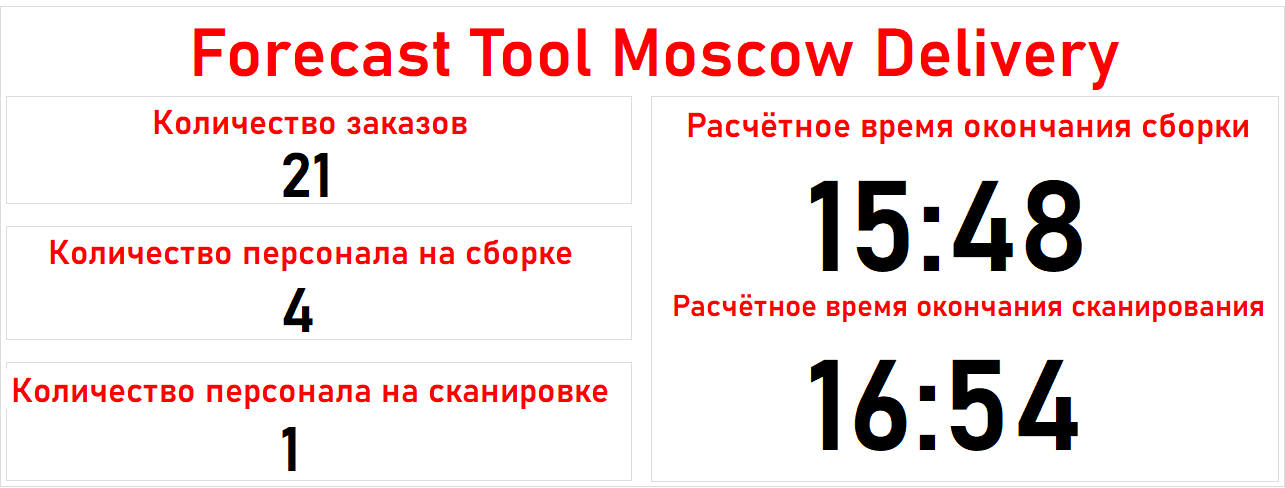 Forecast Tool Moscow Delivery
Количество заказов
21
Количество персонала на сборке
4
Количество персонала на сканировке
1
Расчётное время окончания сборки
15:48
Расчётное время окончания сканирования
16:54